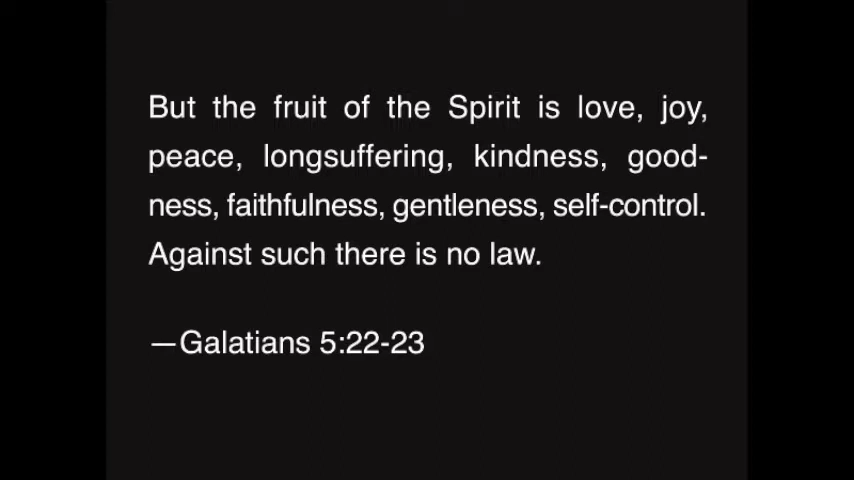 But the fruit of the Spirit is love, joy,
peace, longsuffering, kindness, good-
ness, faithfulness, gentleness, self-control.
Against such there is no law.
—Galatians 5:22-23